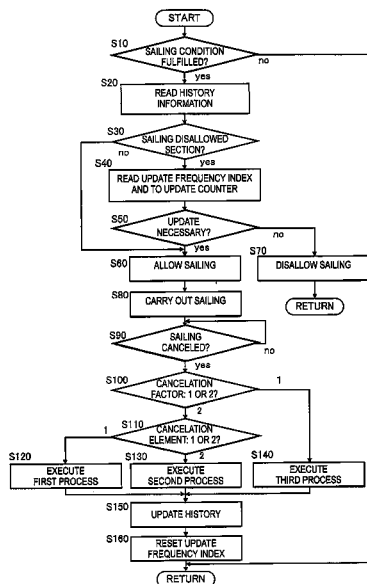 START
S10
SAILING CONDITION
FULFILLED?
no
yes
S20
READ HISTORY
INFORMATION
S30
SAILING DISALLOWED
SECTION?
no
yes
S40
READ UPDATE FREQUENCY INDEX
AND TO UPDATE COUNTER
S50
UPDATE
NECESSARY?
no
yes
S60
ALLOW SAILING
S70
DISALLOW SAILING
RETURN
S80
CARRY OUT SAILING
S90
SAILING
CANCELED?
no
yes
S100
CANCELATION
FACTOR: 1 OR 2?
1
2
S110
CANCELATION
ELEMENT: 1 OR 2?
1
2
S120
EXECUTE
FIRST PROCESS
S130
EXECUTE
SECOND PROCESS
S140
EXECUTE
THIRD PROCESS
S150
UPDATE HISTORY
S160
RESET UPDATE
FREQUENCY INDEX
RETURN